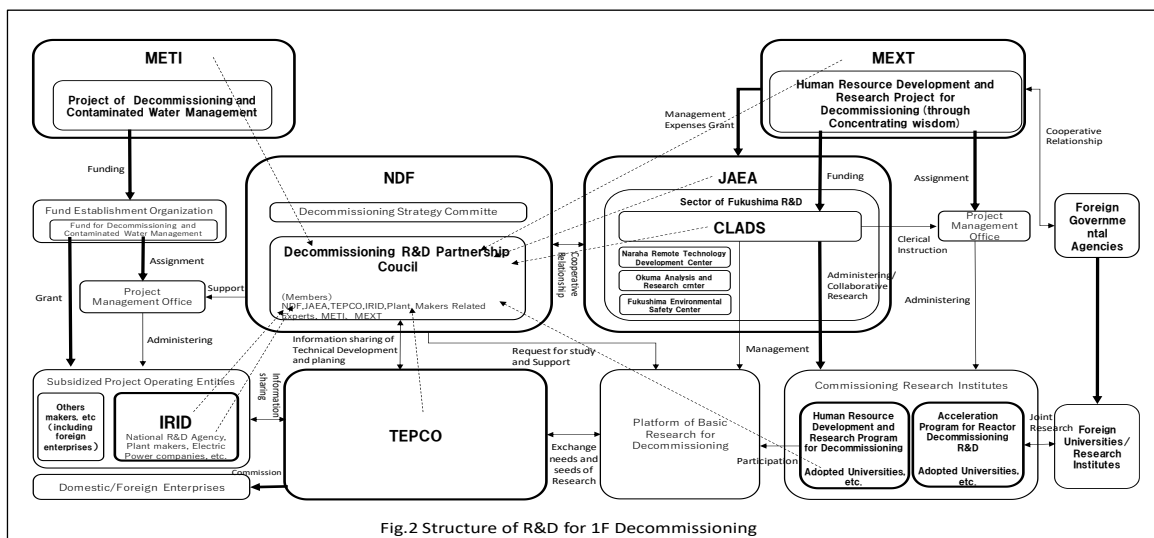 METI
Project of Decommissioning and
Contaminated Water Management
MEXT
Human Resource Development and
Research Project for
Decommissioning (through
Concentrating wisdom)
Management
Expenses Grant
Cooperative
Relationship
Funding
NDF
JAEA
Funding
Assignment
Decommissioning Strategy Committe
Sector of Fukushima R&D
Fund Establishment Organization
Fund for Decommissioning and
Contaminated Water Management
CLADS
Project
Management
Office
Foreign
Governme
ntal
Agencies
Decommissioning R&D Partnership
Coucil
Clerical
Instruction
Naraha Remote Technology
Development Center
Okuma Analysis and
Research crnter
Fukushima Environmental
Safety Center
Assignment
Grant
Support
Project
Management Office
Cooperative
Relationship
Administering/
Collaborative
Research
(Members)
NDF,JAEA,TEPCO,IRID,Plant Makers Related
Experts, METI, MEXT
Administering
Administering
Information sharing of
Technical Development
and planing
Request for study
and Support
Management
Subsidized Project Operating Entities
Information
sharing
Commissioning Research Institutes
Others
makers, etc
(including
foreign
enterprises)
IRID
National R&D Agency,
Plant makers, Electric
Power companies, etc.
TEPCO
Platform of Basic
Research for
Decommissioning
Human Resource
Development and
Research Program
for Decommissioning
Adopted Universities,
etc.
Acceleration
Program for Reactor
Decommissioning
R&D
Adopted Universities,
etc.
Joint
Research
Foreign
Universities/
Research
Institutes
Exchange
needs and
seeds of
Research
Participation
Commission
Domestic/Foreign Enterprises
Fig.2 Structure of R&D for 1F Decommissioning